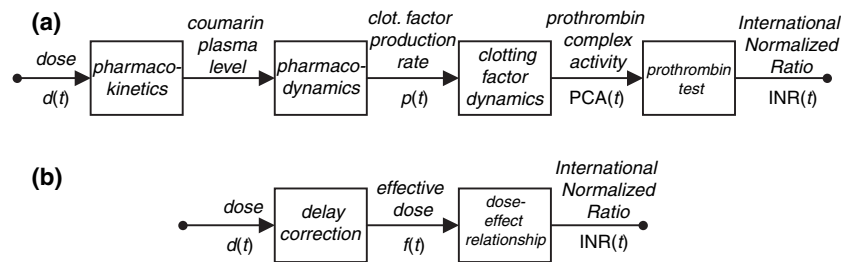 (a)
dose
d(t)
pharmaco-
kinetics
coumarin
plasma
level
pharmaco-
dynamics
clot. factor
production
rate
p(t)
clotting
factor
dynamics
prothrombin
complex
activity
PCA(t)
prothrombin
test
International
Normalized
Ratio
INR(t)
(b)
dose
d(t)
delay
correction
effective
dose
f(t)
dose-
effect
relationship
International
Normalized
Ratio
INR(t)